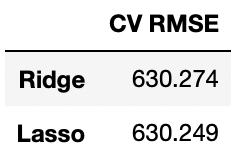 CV RMSE
Ridge 630.274
Lasso 630.249